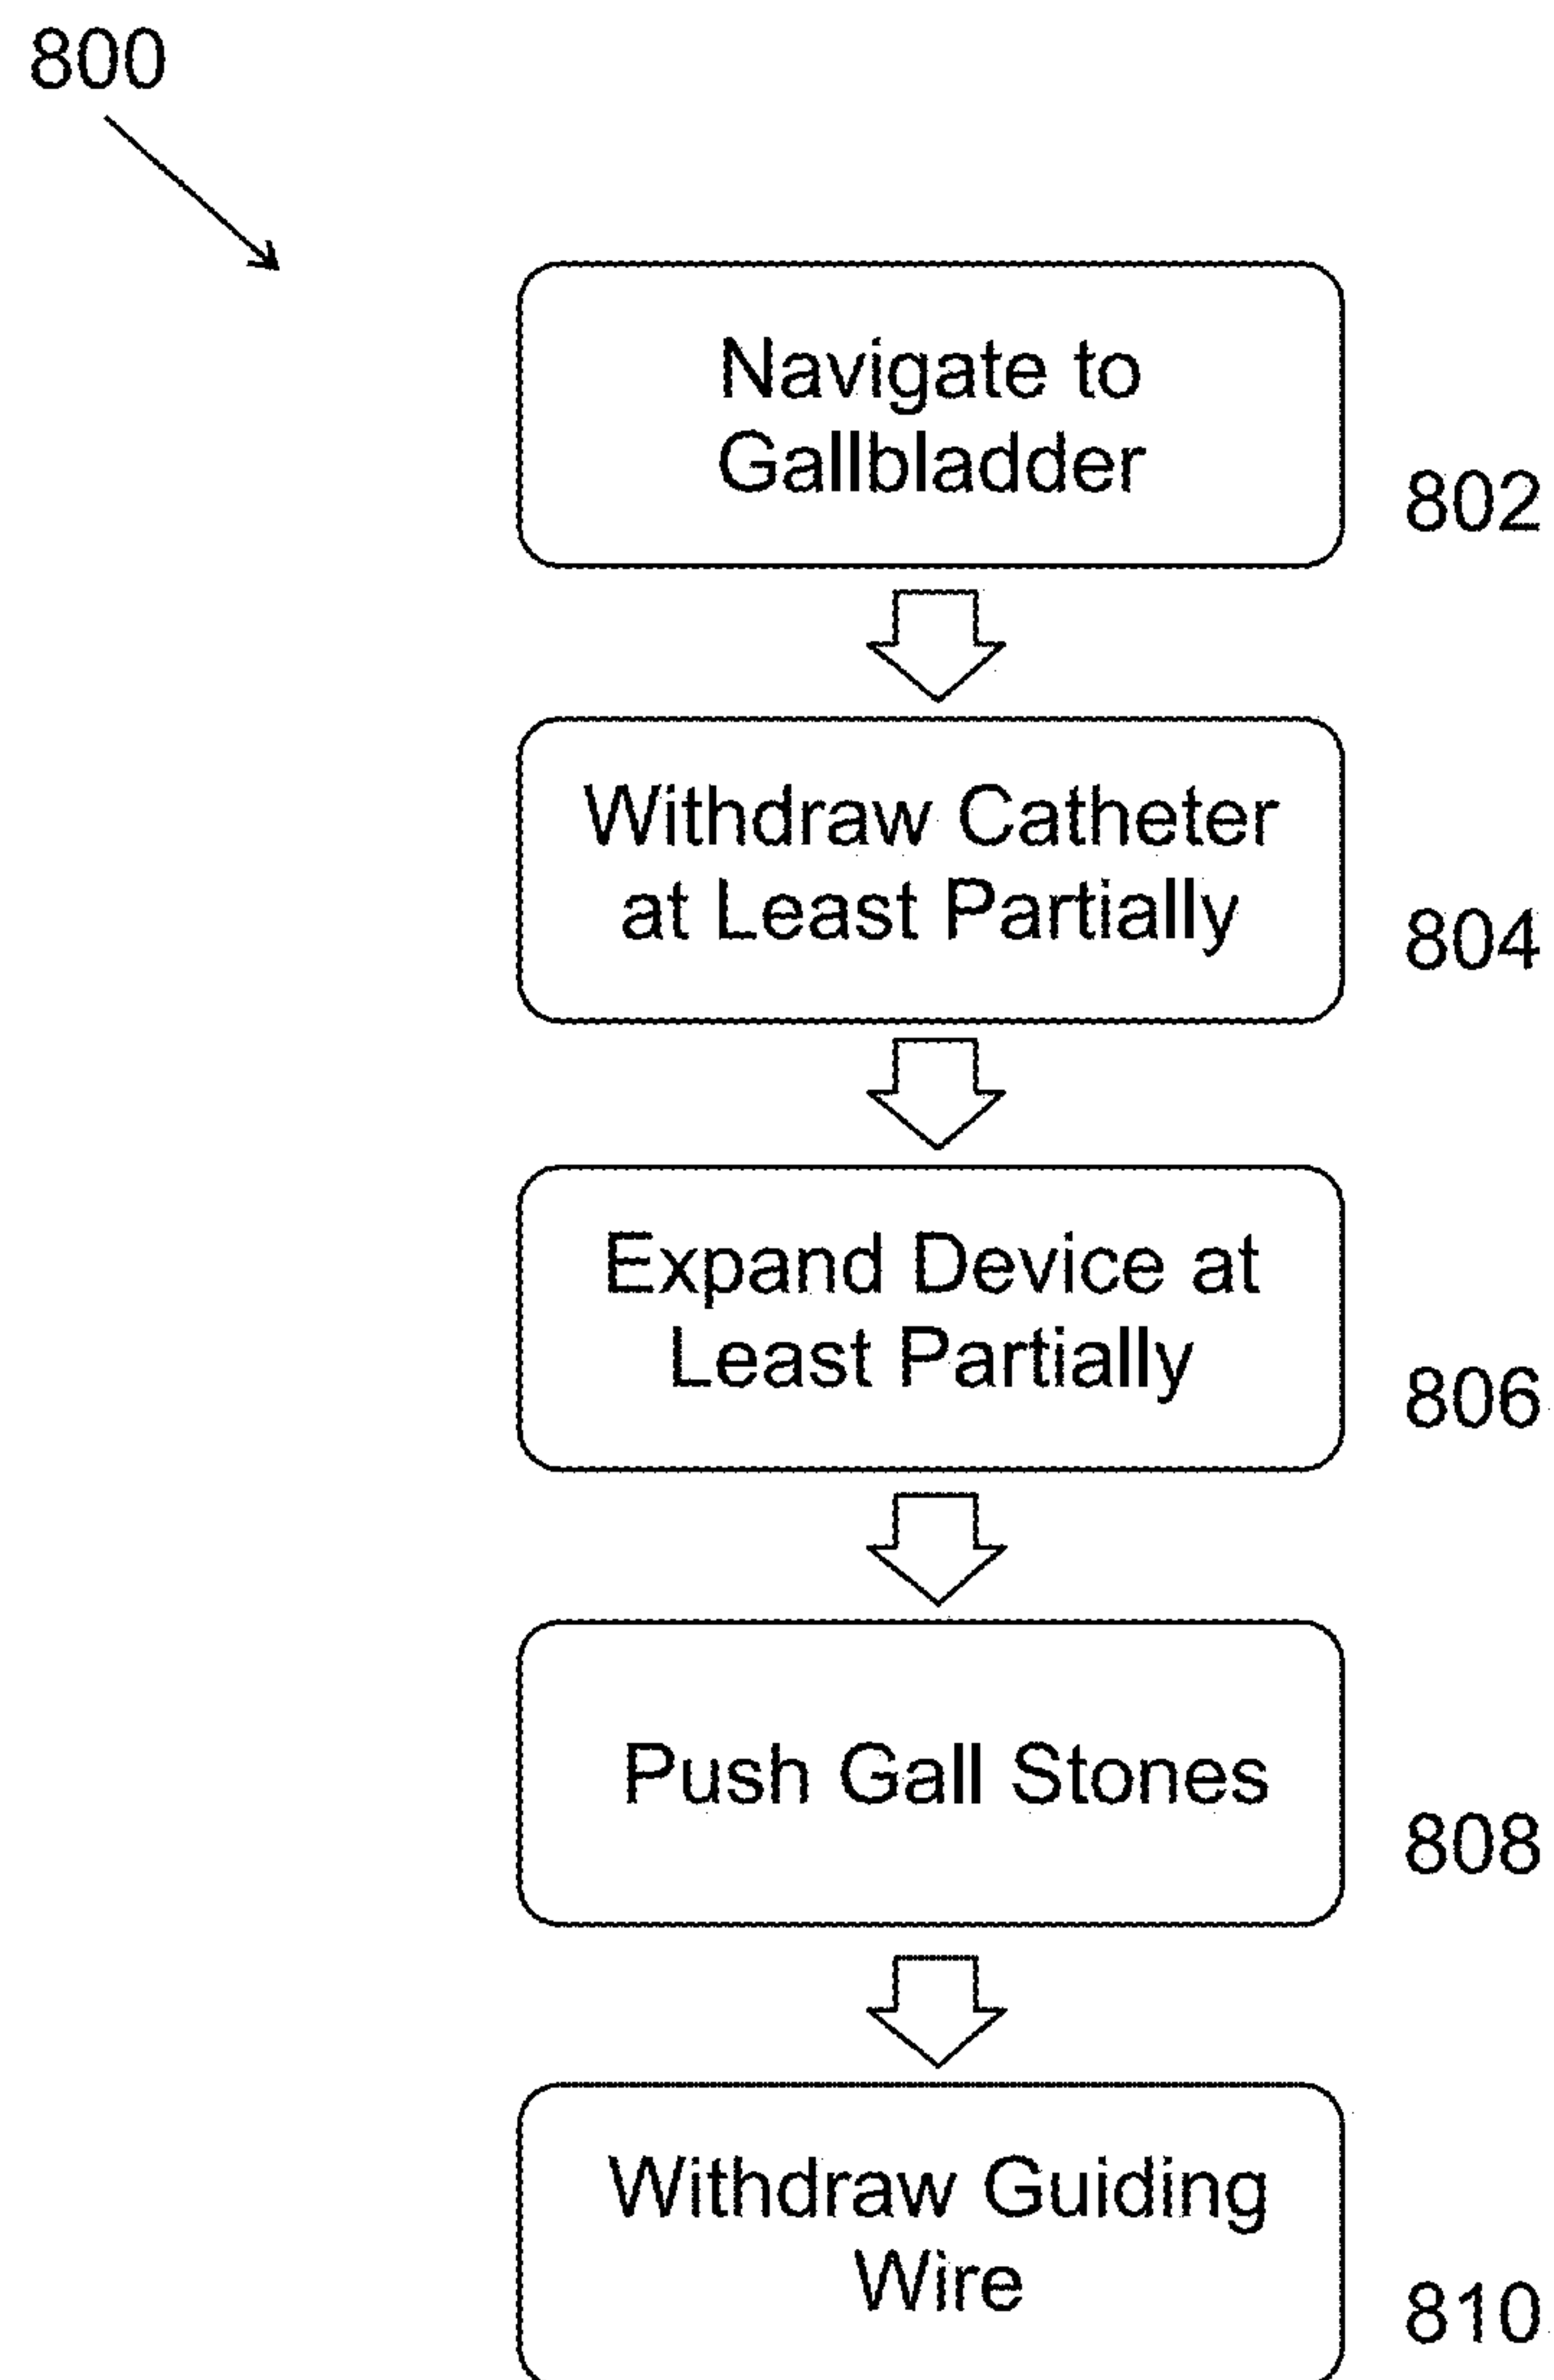 800
Navigate to
Gallbladder
802
Withdraw Catheter
at Least Partially
804
Expand Device at
Least Partially
806
Push Gall Stones
808
Withdraw Guiding
Wire
810